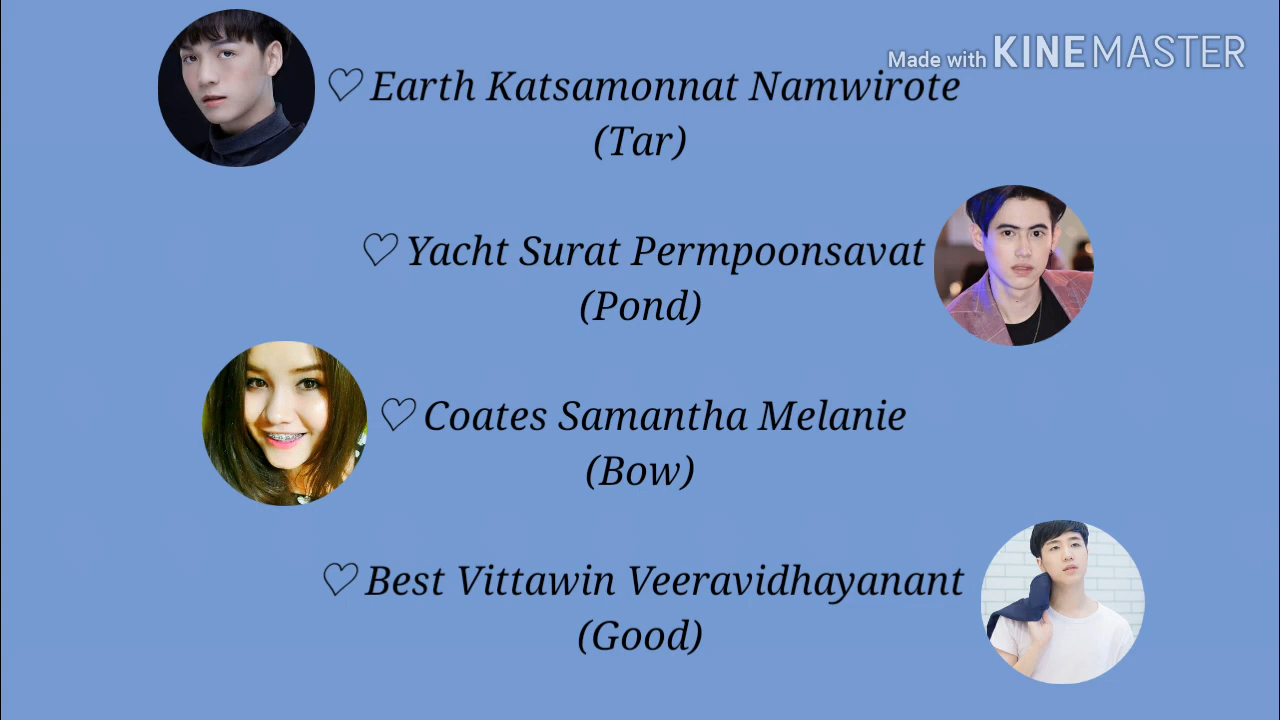 Made with KINEMASTER
♡ Earth Katsamonnat Namwirote
(Tar)
♡ Yacht Surat Permpoonsavat
(Pond)
♡ Coates Samantha Melanie
(Bow)
♡ Best Vittawin Veeravidhayanant
(Good)